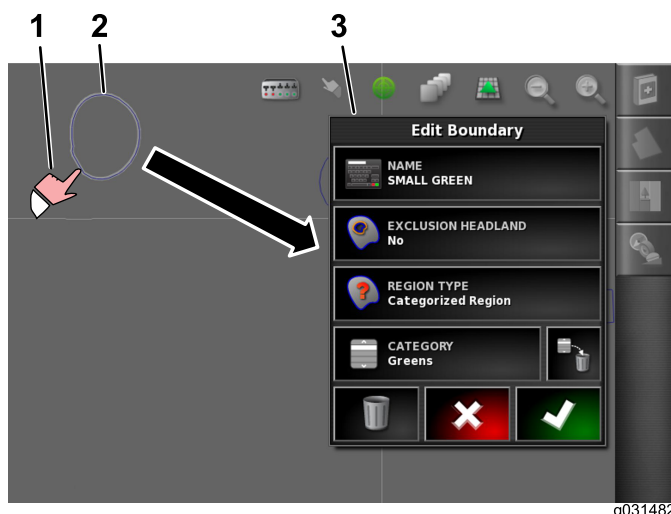 1
2
3
Edit Boundary
NAME
SMALL GREEN
EXCLUSION HEADLAND
No
REGION TYPE
Categorized Region
CATEGORY
Greens
g031482